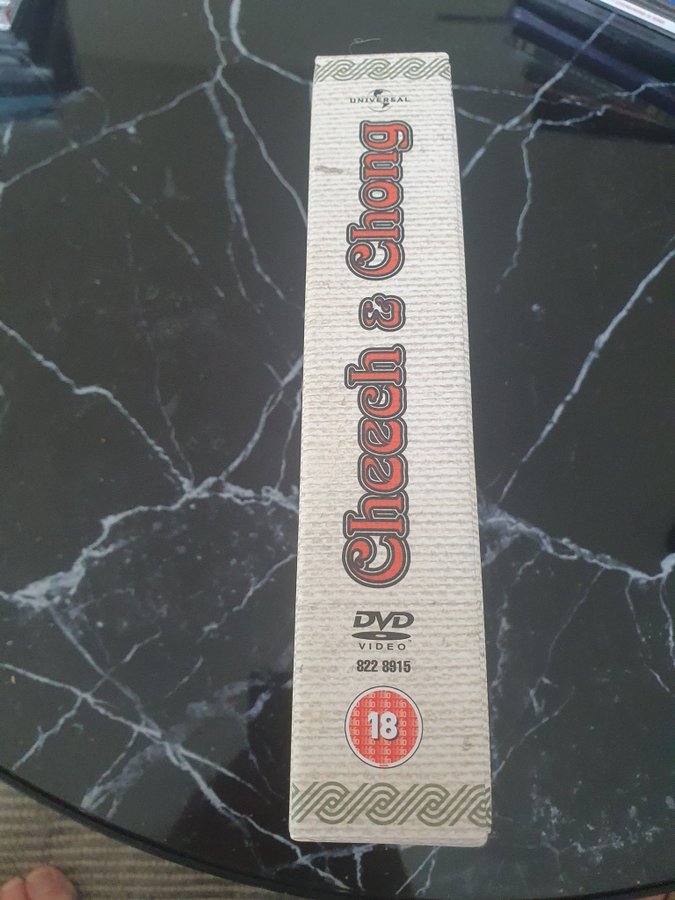 UNIVERSAL
Cheech & Chong
DVD
VIDEO
822 8915
18